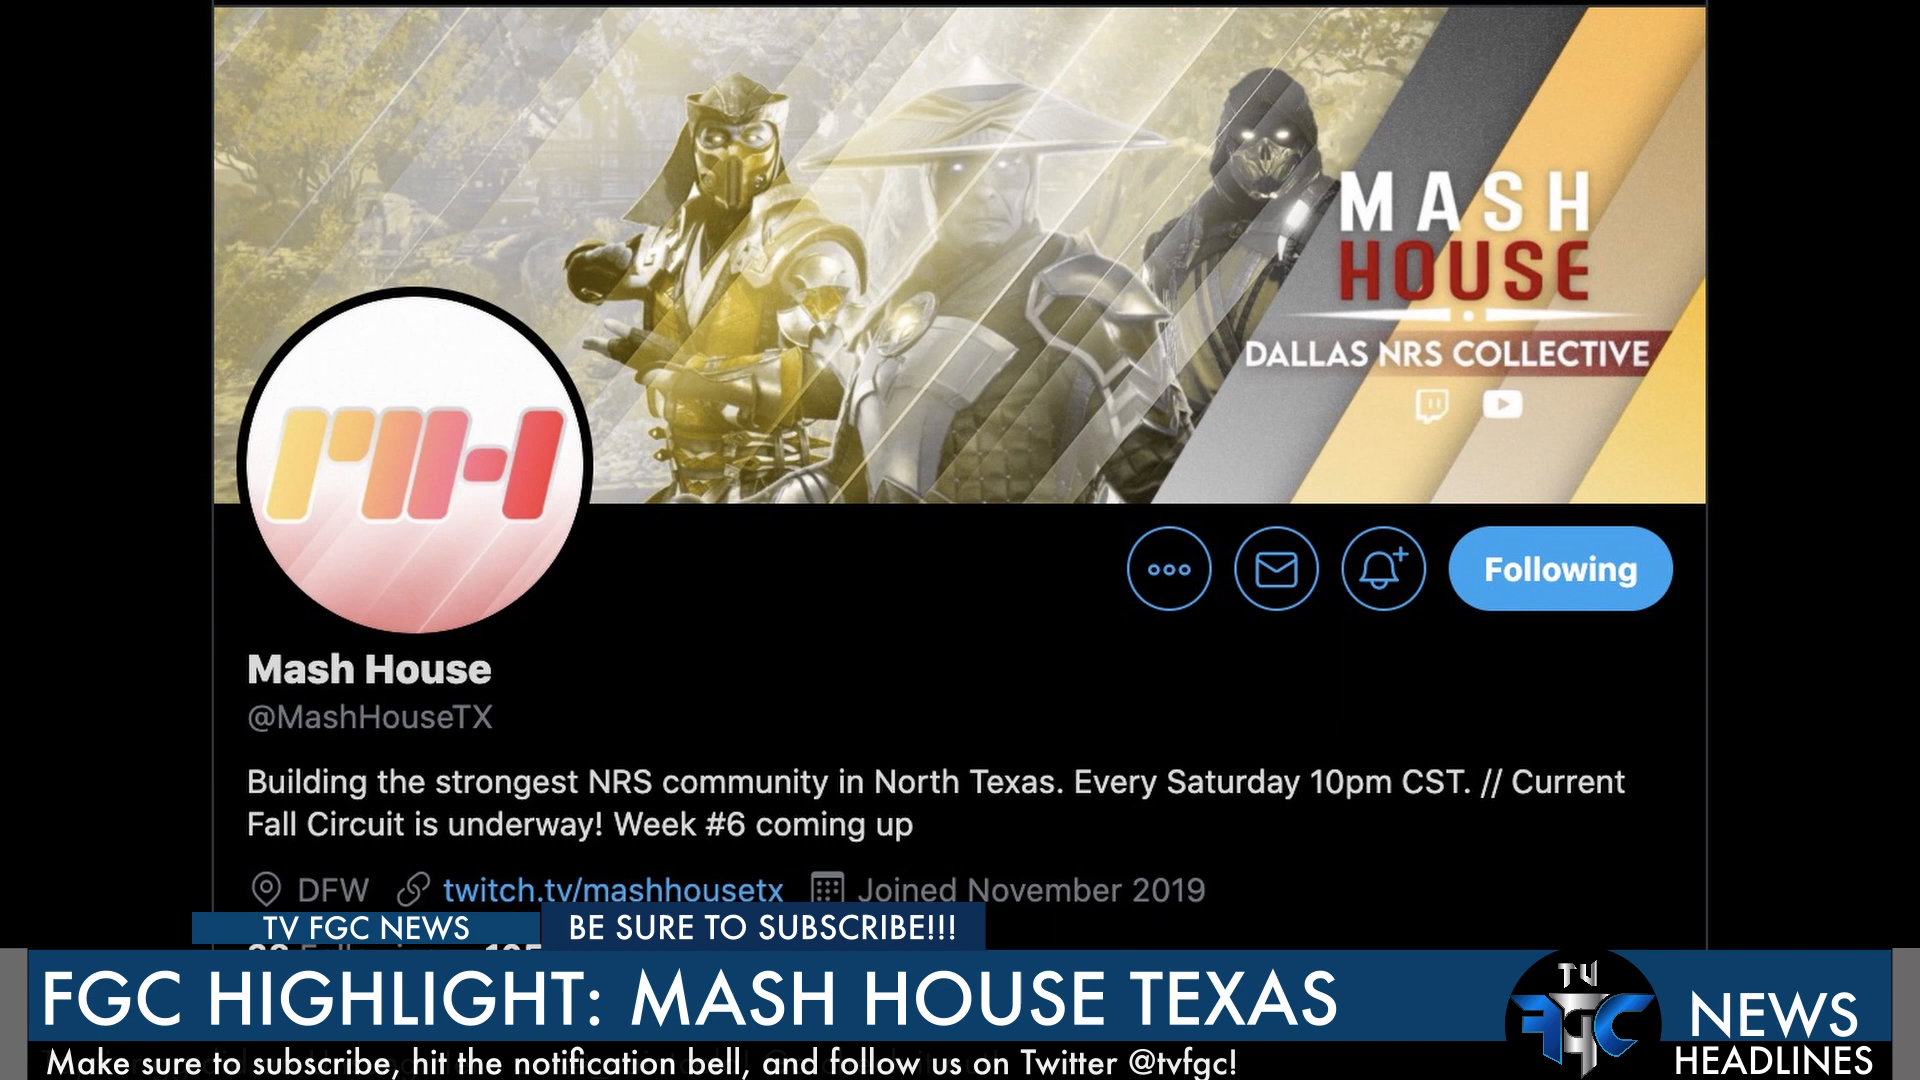 MASH
HOUSE
DALLAS NRS COLLECTIVE
MH
Following
Mash House
@MashHouseTX
Building the strongest NRS community in North Texas. Every Saturday 10pm CST. // Current
Fall Circuit is underway! Week #6 coming up
DFW twitch.tv/mashhousetx Joined November 2019
TV FGC NEWS BE SURE TO SUBSCRIBE!!!
FGC HIGHLIGHT: MASH HOUSE TEXAS
TV
FGC
NEWS
HEADLINES
Make sure to subscribe, hit the notification bell, and follow us on Twitter @tvfgc!